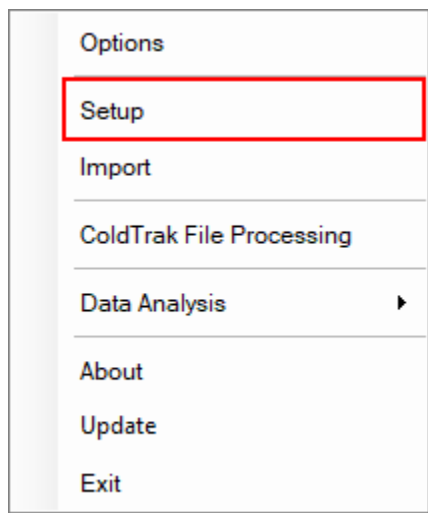 Options
Setup
Import
ColdTrak File Processing
Data Analysis
About
Update
Exit